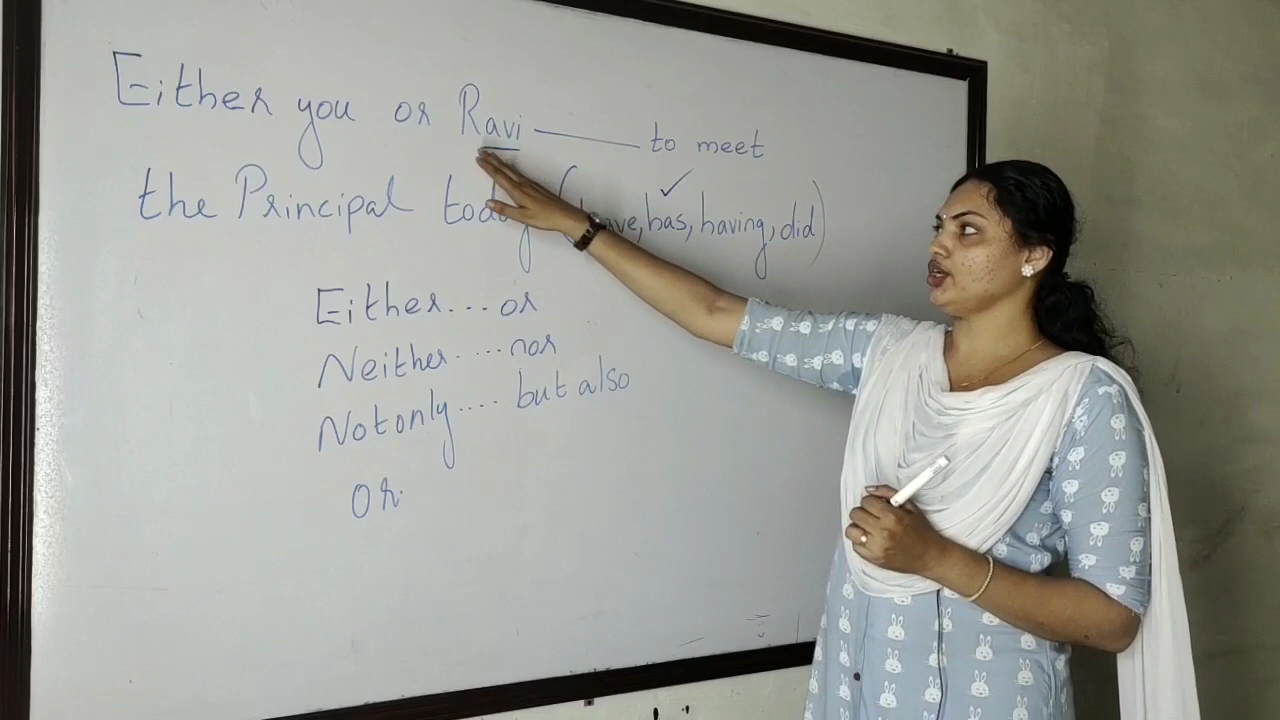 Either you or Ravi ——— to meet
the Principal today (have, has, having, did)
Either... or
Neither.... nor
Not only.... but also
or